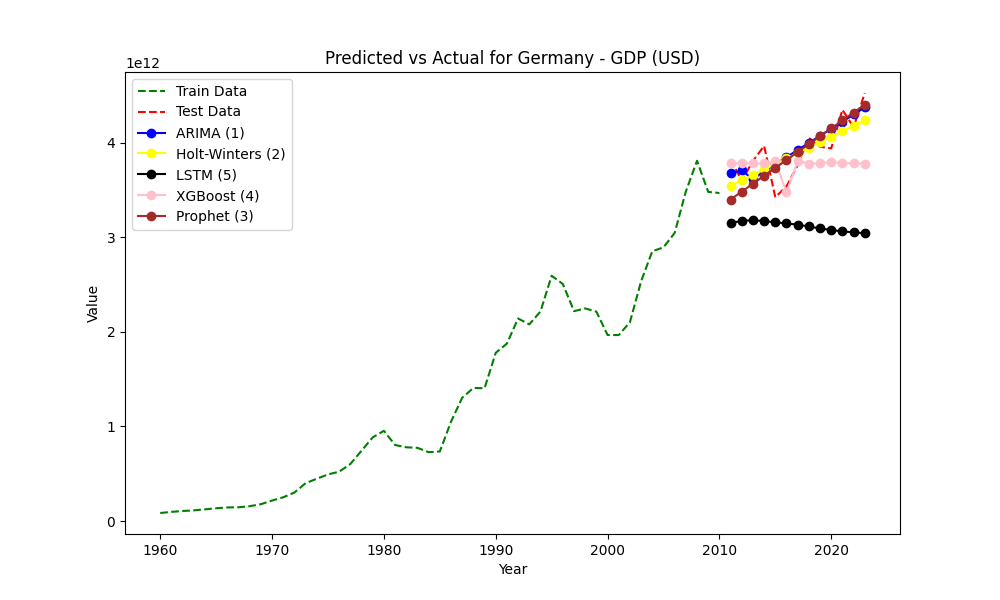 Predicted vs Actual for Germany - GDP (USD)
1e12
Train Data
Test Data
ARIMA (1)
Holt-Winters (2)
LSTM (5)
XGBoost (4)
Prophet (3)
4
3
2
1
0
Value
1960
1970
1980
1990
2000
2010
2020
Year